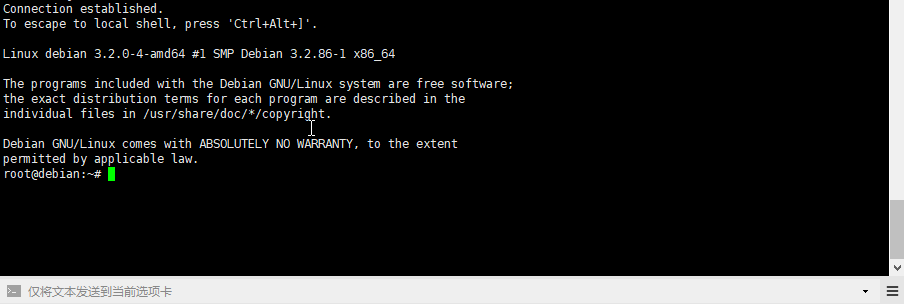 Connection established.
To escape to local shell, press 'Ctrl+Alt+]'.
Linux debian 3.2.0-4-amd64 #1 SMP Debian 3.2.86-1 x86_64
The programs included with the Debian GNU/Linux system are free software;
the exact distribution terms for each program are described in the
individual files in /usr/share/doc/*/copyright.
Debian GNU/Linux comes with ABSOLUTELY NO WARRANTY, to the extent
permitted by applicable law.
root@debian:~#
仅将文本发送到当前选项卡